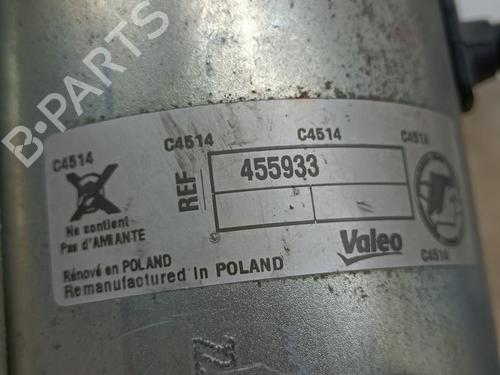 B-PARTS
C4514
C4514
C4514
C4514
REF
455933
Ne contient
Pas d'AMIANTE
Valeo
C4514
Rénové en POLAND
Remanufactured In POLAND